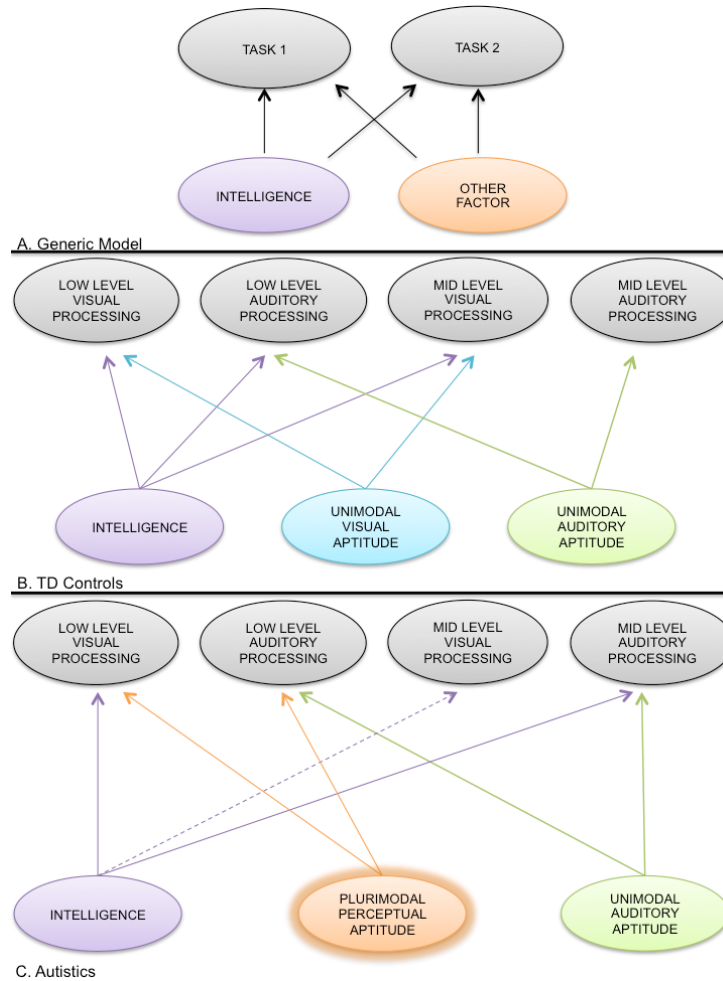 TASK 1
TASK 2
INTELLIGENCE
OTHER
FACTOR
A. Generic Model
LOW LEVEL
VISUAL
PROCESSING
LOW LEVEL
AUDITORY
PROCESSING
MID LEVEL
VISUAL
PROCESSING
MID LEVEL
AUDITORY
PROCESSING
INTELLIGENCE
UNIMODAL
VISUAL
APTITUDE
UNIMODAL
AUDITORY
APTITUDE
B. TD Controls
LOW LEVEL
VISUAL
PROCESSING
LOW LEVEL
AUDITORY
PROCESSING
MID LEVEL
VISUAL
PROCESSING
MID LEVEL
AUDITORY
PROCESSING
INTELLIGENCE
PLURIMODAL
PERCEPTUAL
APTITUDE
UNIMODAL
AUDITORY
APTITUDE
C. Autistics